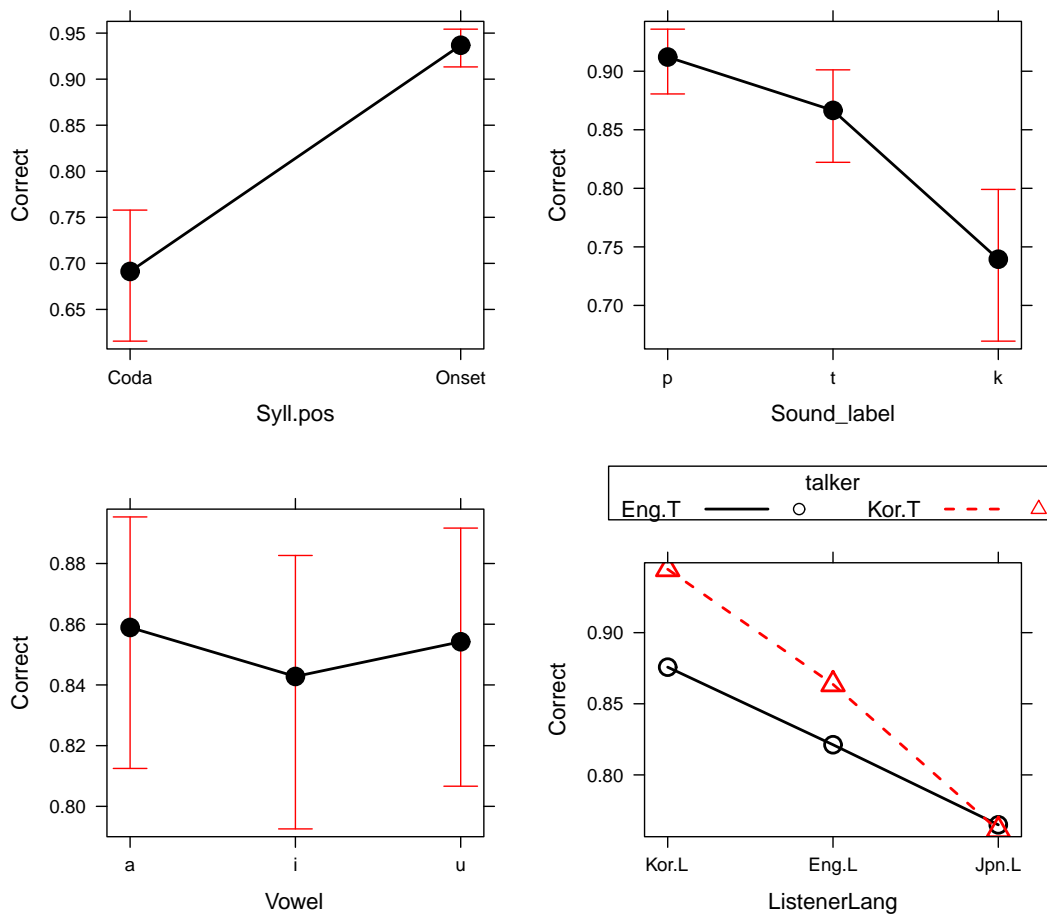 0.95
0.90
0.85
0.80
0.75
0.70
0.65
Correct
Coda Onset
Syll.pos
0.90
0.85
0.80
0.75
0.70
Correct
p t k
Sound_label
0.88
0.86
0.84
0.82
0.80
Correct
a i u
Vowel
talker
Eng.T Kor.T
0.90
0.85
0.80
Correct
Kor.L Eng.L Jpn.L
ListenerLang